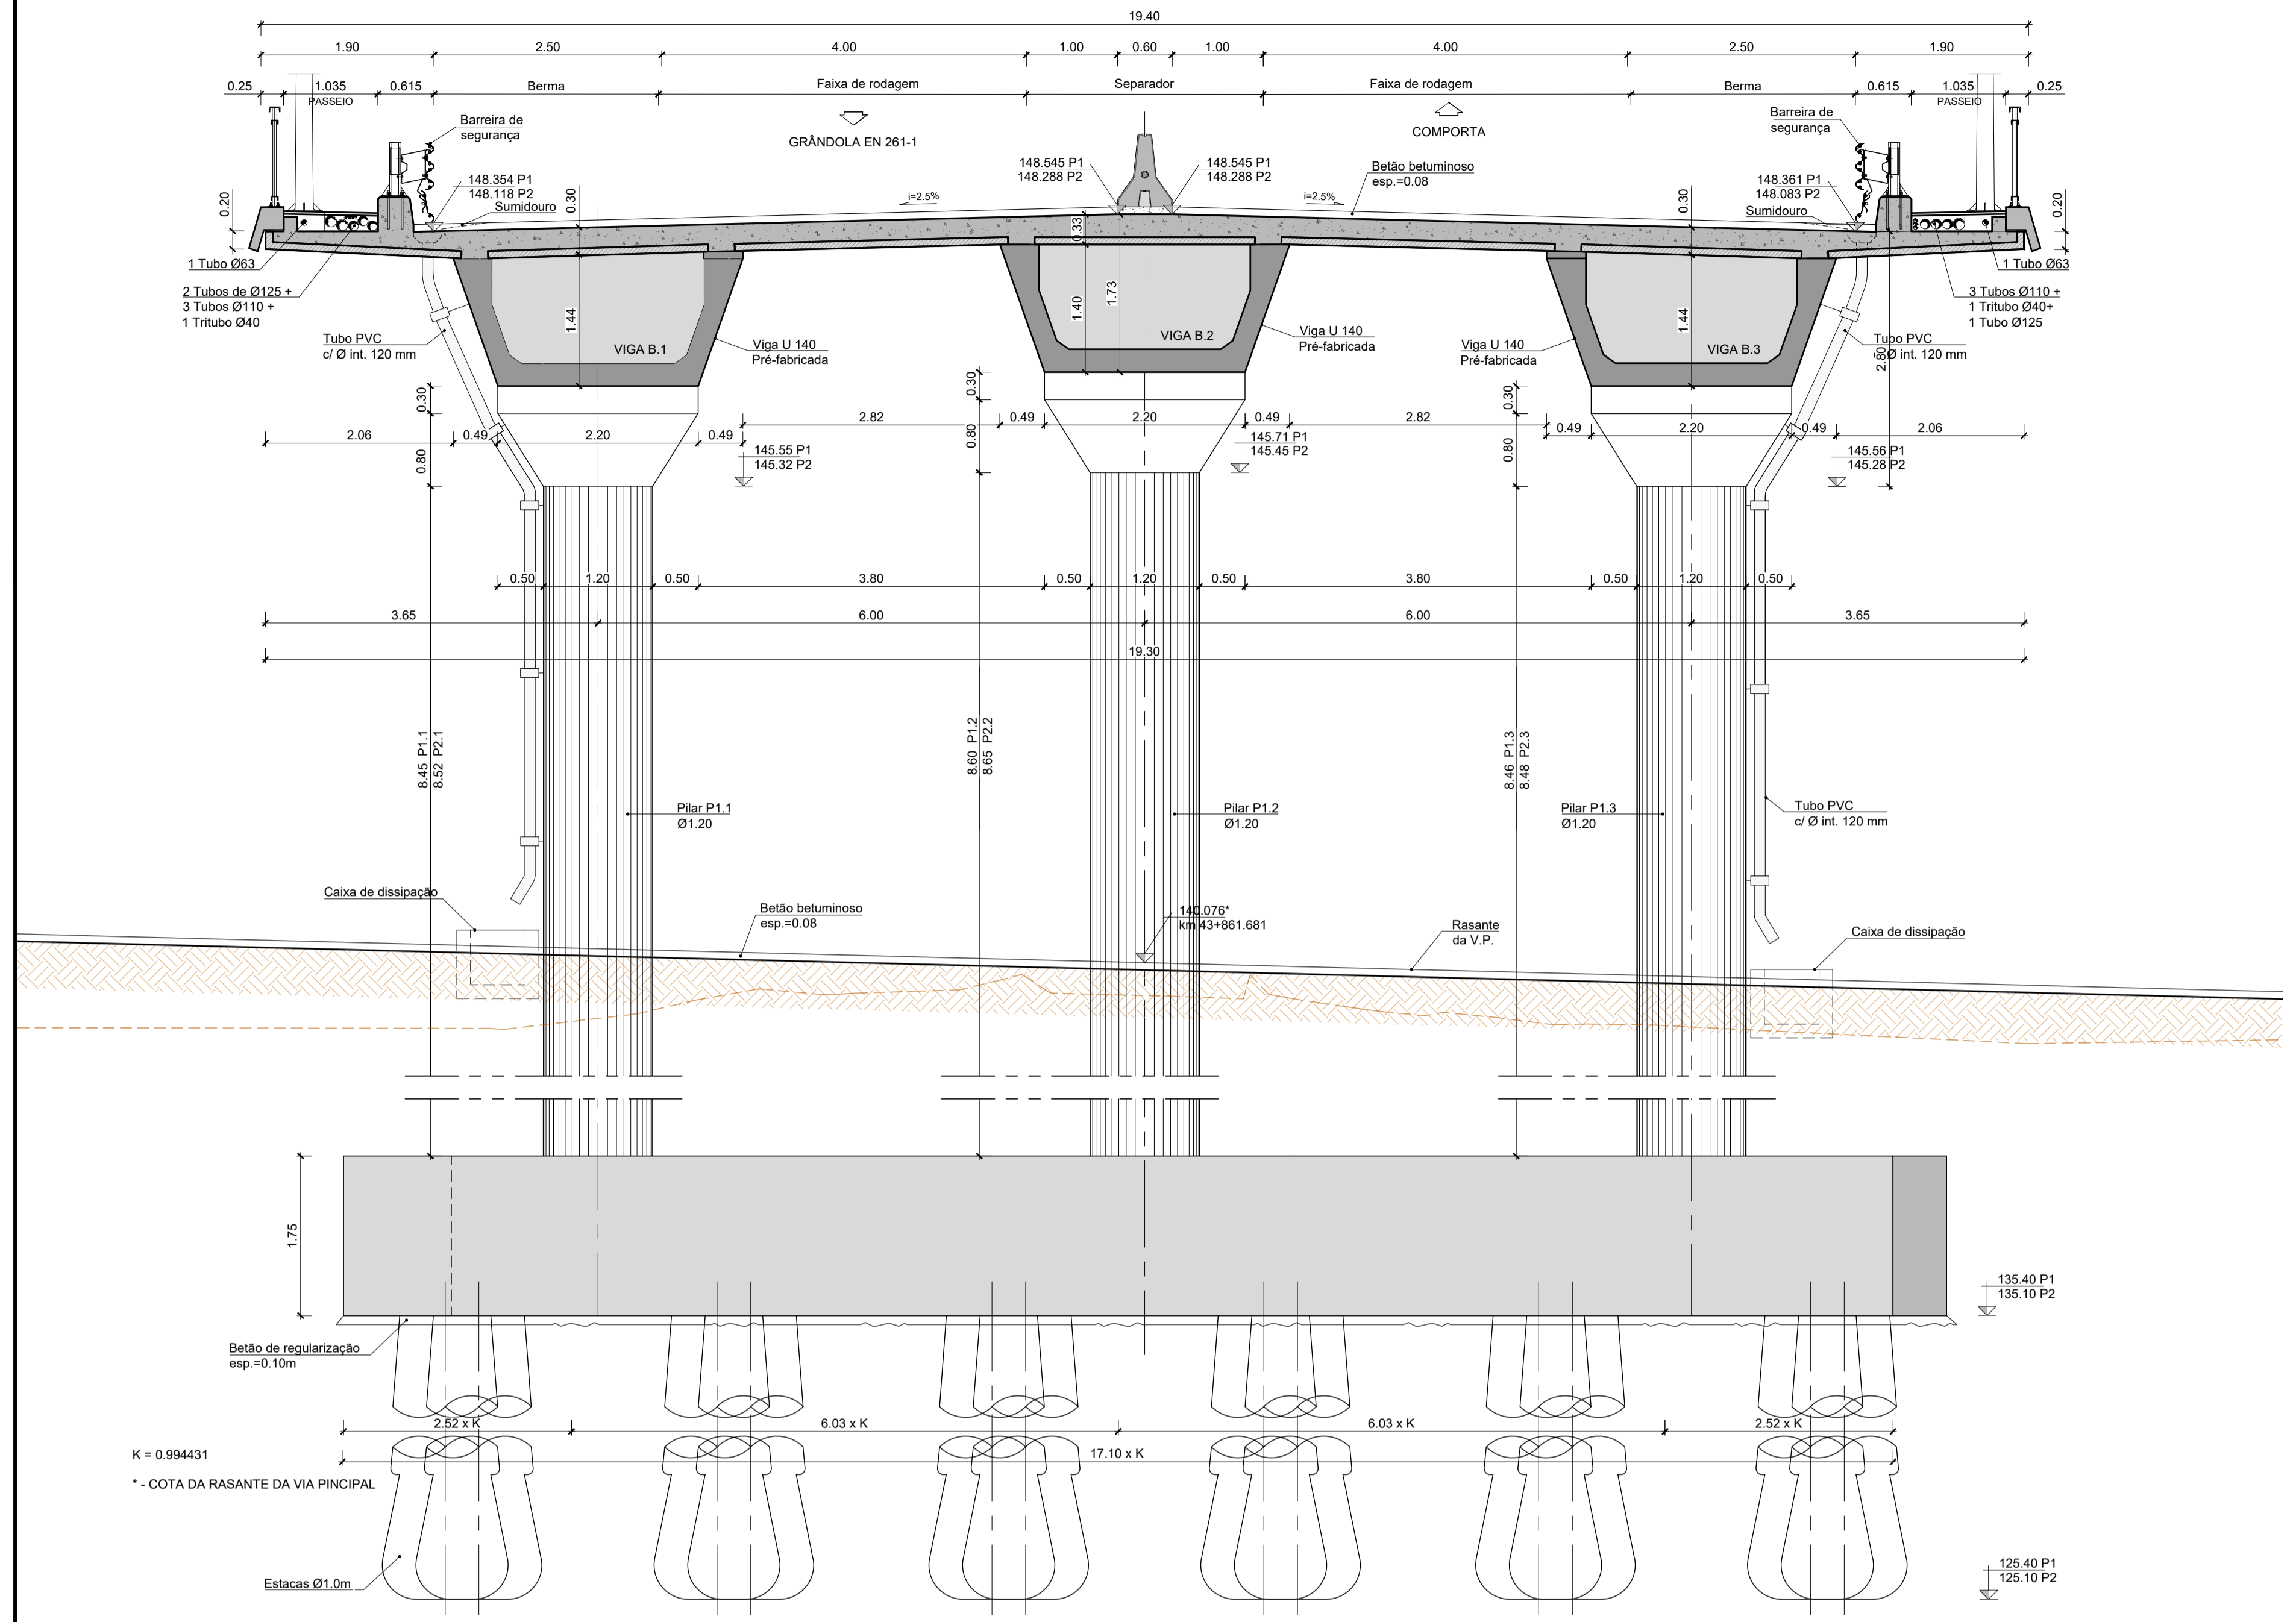 19.40
1.90
2.50
4.00
1.00
0.60
1.00
4.00
2.50
1.90
0.25
1.035
PASSEIO
0.615
Berma
Faixa de rodagem
Separador
Faixa de rodagem
Berma
0.615
1.035
PASSEIO
0.25
GRÂNDOLA EN 261-1
COMPORTA
Barreira de
segurança
Barreira de
segurança
148.354 P1
148.118 P2
Sumidouro
0.20
0.30
i=2.5%
148.545 P1
148.288 P2
148.545 P1
148.288 P2
i=2.5%
Betão betuminoso
esp.=0.08
0.30
148.361 P1
148.083 P2
Sumidouro
0.20
0.33
1 Tubo Ø63
2 Tubos de Ø125 +
3 Tubos Ø110 +
1 Tritubo Ø40
1 Tubo Ø63
3 Tubos Ø110 +
1 Tritubo Ø40+
1 Tubo Ø125
Tubo PVC
c/ Ø int. 120 mm
1.44
VIGA B.1
Viga U 140
Pré-fabricada
1.40
1.73
VIGA B.2
Viga U 140
Pré-fabricada
Viga U 140
Pré-fabricada
1.44
VIGA B.3
Tubo PVC
c/ Ø int. 120 mm
2.80
0.30
0.80
0.30
0.80
0.30
0.80
2.06
0.49
2.20
0.49
2.82
0.49
2.20
0.49
2.82
0.49
2.20
0.49
2.06
145.55 P1
145.32 P2
145.71 P1
145.45 P2
145.56 P1
145.28 P2
0.50
1.20
0.50
3.80
0.50
1.20
0.50
3.80
0.50
1.20
0.50
3.65
6.00
6.00
3.65
19.30
8.45 P1.1
8.52 P2.1
8.60 P1.2
8.65 P2.2
8.46 P1.3
8.48 P2.3
Pilar P1.1
Ø1.20
Pilar P1.2
Ø1.20
Pilar P1.3
Ø1.20
Tubo PVC
c/ Ø int. 120 mm
Caixa de dissipação
Betão betuminoso
esp.=0.08
140.076*
km 43+861.681
Rasante
da V.P.
Caixa de dissipação
1.75
135.40 P1
135.10 P2
Betão de regularização
esp.=0.10m
2.52 x K
6.03 x K
6.03 x K
2.52 x K
17.10 x K
K = 0.994431
* - COTA DA RASANTE DA VIA PINCIPAL
Estacas Ø1.0m
125.40 P1
125.10 P2